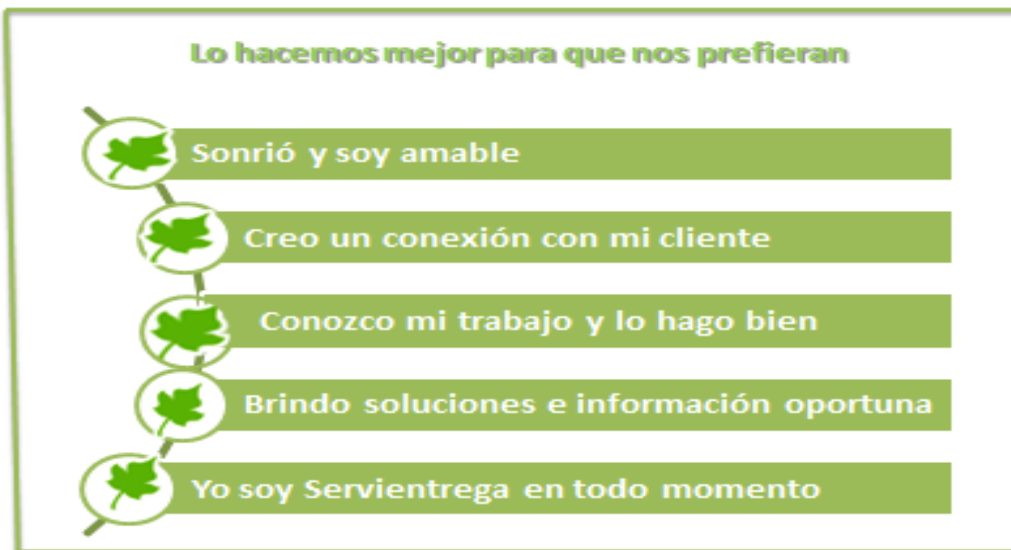 Lo hacemos mejor para que nos prefieran
Sonrió y soy amable
Creo un conexión con mi cliente
Conozco mi trabajo y lo hago bien
Brindo soluciones e información oportuna
Yo soy Servientrega en todo momento